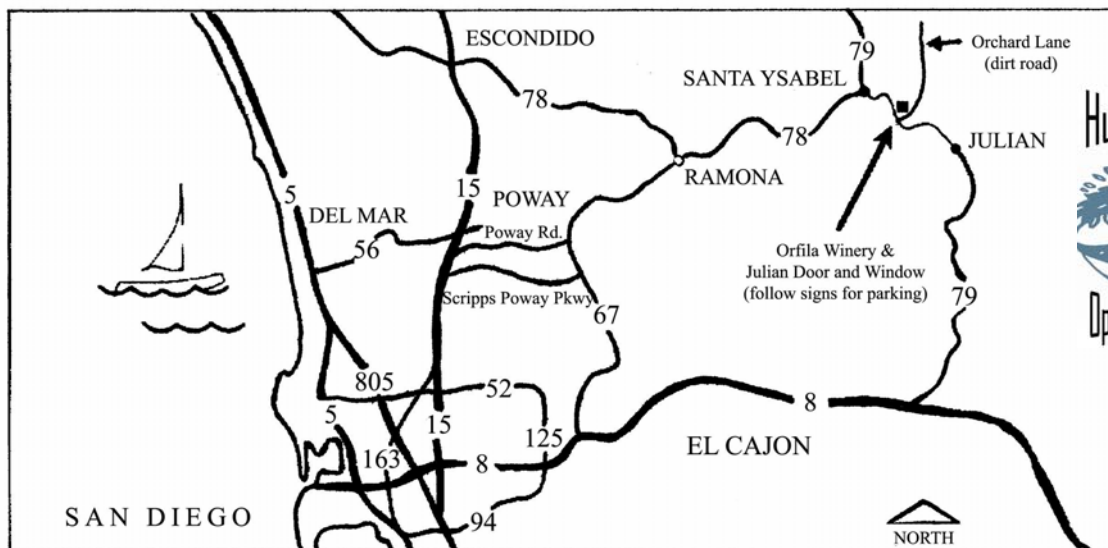 ESCONDIDO
79
Orchard Lane
(dirt road)
SANTA YSABEL
78
78
JULIAN
RAMONA
5
15
POWAY
DEL MAR
Poway Rd.
56
Orfila Winery &
Julian Door and Window
(follow signs for parking)
Scripps Poway Pkwy
79
67
805
52
8
5
15
125
EL CAJON
163
8
SAN DIEGO
94
NORTH